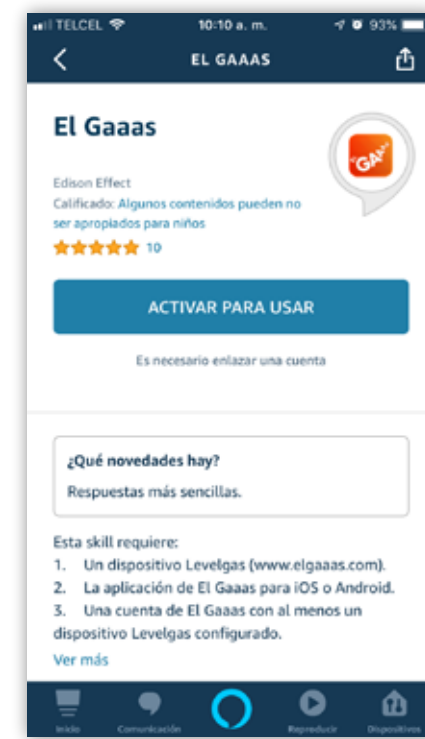 TELCEL 10:10 a. m. 93%
EL GAAAS
El Gaaas
"GAAS"
Edison Effect
Calificado: Algunos contenidos pueden no
ser apropiados para niños
10
ACTIVAR PARA USAR
Es necesario enlazar una cuenta
¿Qué novedades hay?
Respuestas más sencillas.
Esta skill requiere:
1. Un dispositivo Levelgas (www.elgaaas.com).
2. La aplicación de El Gaaas para iOS o Android.
3. Una cuenta de El Gaaas con al menos un
dispositivo Levelgas configurado.
Ver más
Inicio Comunicación Reproducir Dispositivos